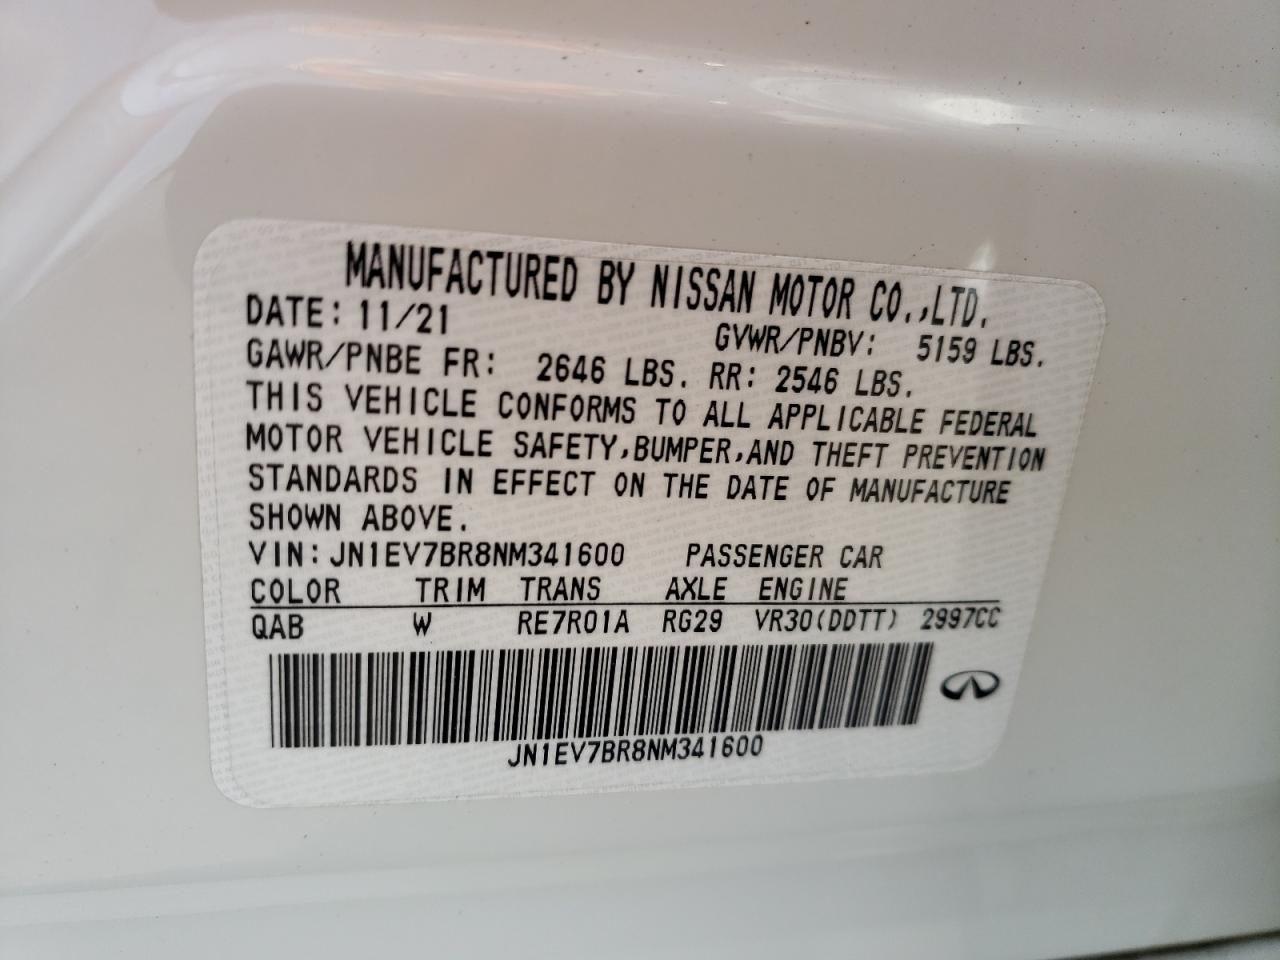 MANUFACTURED BY NISSAN MOTOR CO.,LTD.
DATE: 11/21 GVWR/PNBV: 5159 LBS.
GAWR/PNBE FR: 2646 LBS. RR: 2546 LBS.
THIS VEHICLE CONFORMS TO ALL APPLICABLE FEDERAL
MOTOR VEHICLE SAFETY,BUMPER,AND THEFT PREVENTION
STANDARDS IN EFFECT ON THE DATE OF MANUFACTURE
SHOWN ABOVE.
VIN: JN1EV7BR8NM341600 PASSENGER CAR
COLOR TRIM TRANS AXLE ENGINE
QAB W RE7R01A RG29 VR30(DDTT) 2997CC
JN1EV7BR8NM341600